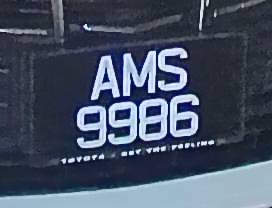 AMS
9986
TOYOTA - GET THE FEELING